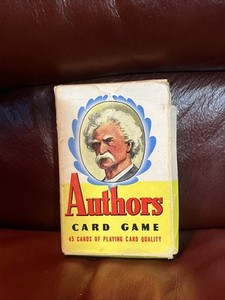 Authors
CARD GAME
45 CARDS OF PLAYING CARD QUALITY